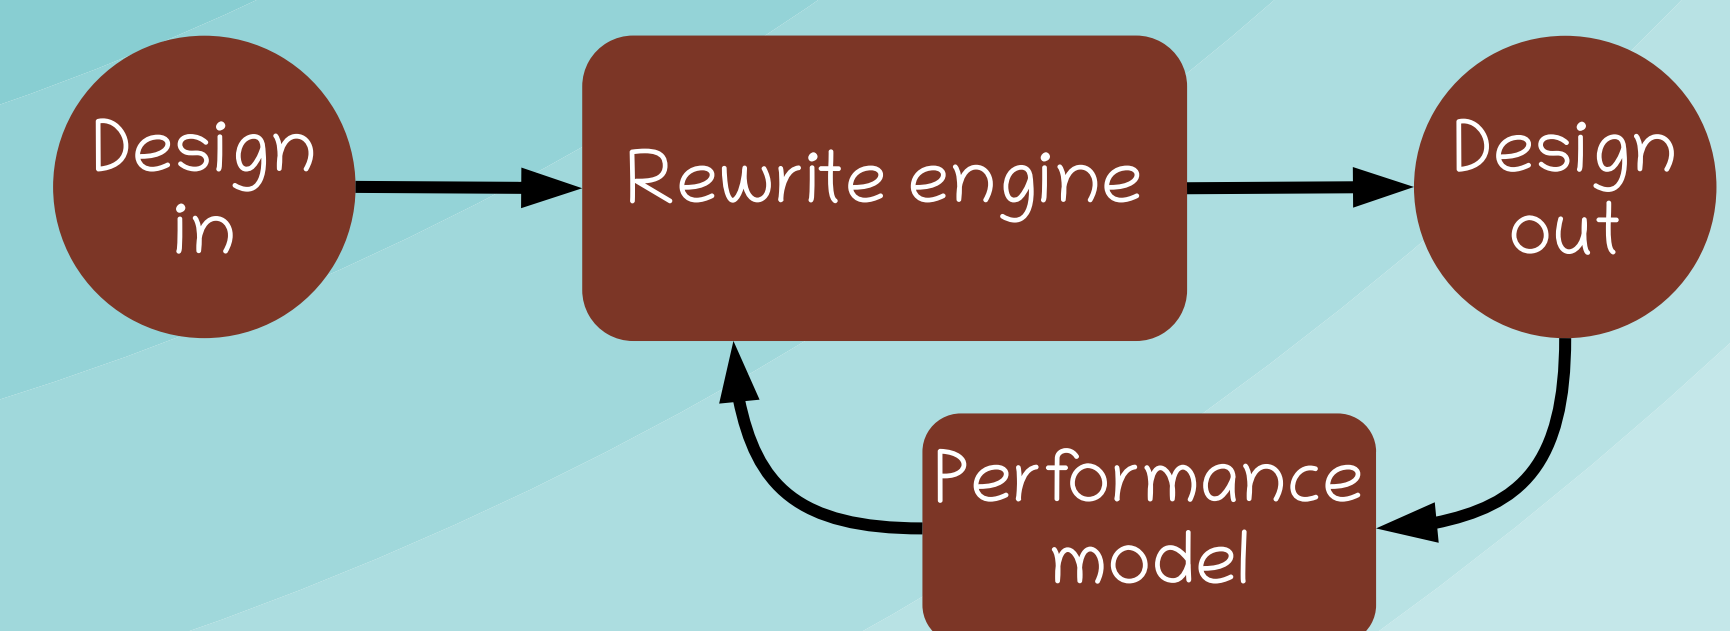 Design
in
Rewrite engine
Design
out
Performance
model